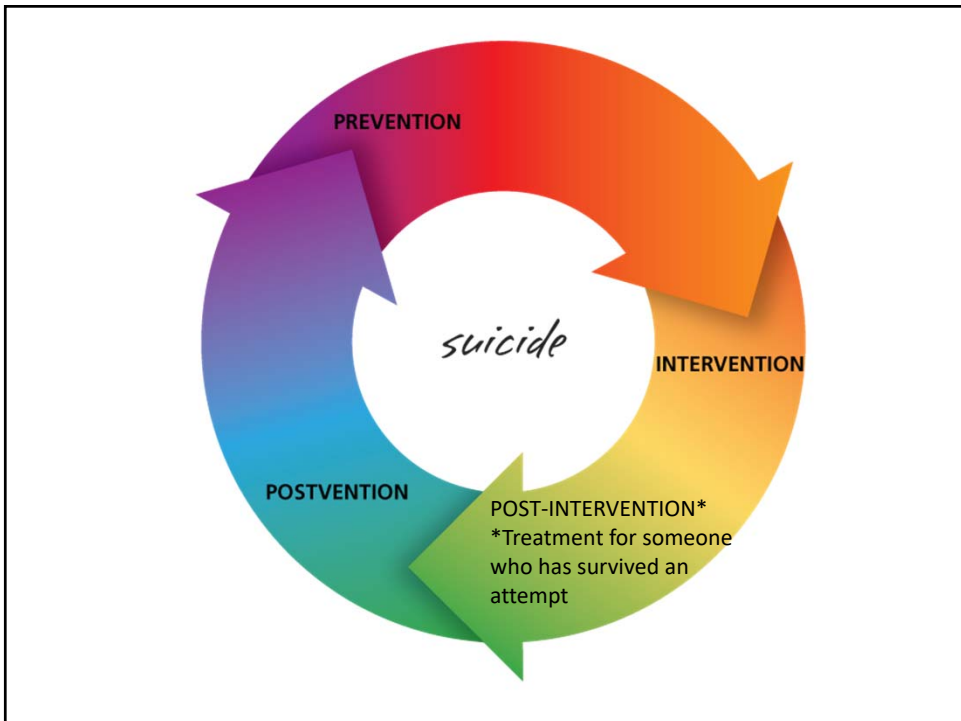 PREVENTION
suicide
INTERVENTION
POSTVENTION
POST-INTERVENTION*
*Treatment for someone
who has survived an
attempt